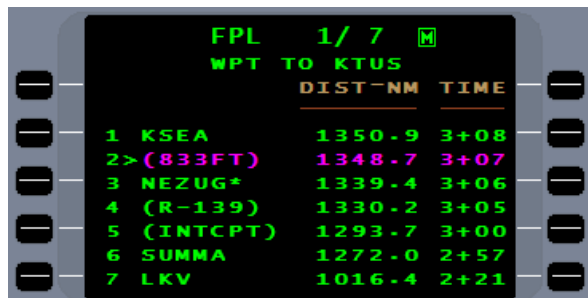 FPL 1/ 7 M
WPT TO KTUS
DIST-NM TIME
1 KSEA 1350.9 3+08
2>(833FT) 1348.7 3+07
3 NEZUG* 1339.4 3+06
4 (R-139) 1330.2 3+05
5 (INTCPT) 1293.7 3+00
6 SUMMA 1272.0 2+57
7 LKV 1016.4 2+21